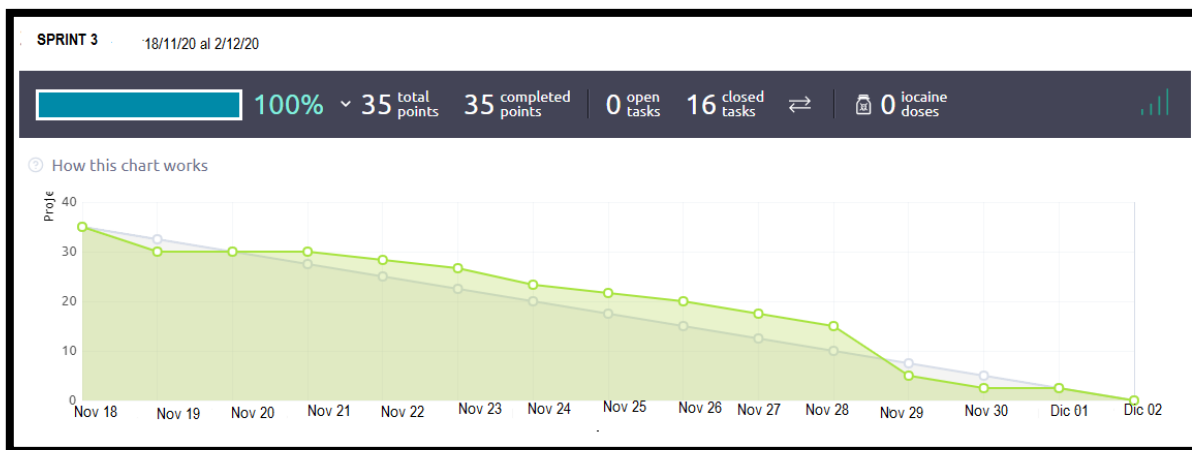 SPRINT 3 18/11/20 al 2/12/20
100% 35 total points 35 completed points 0 open tasks 16 closed tasks 0 iocaine doses
How this chart works
Proje
40
30
20
10
0
Nov 18 Nov 19 Nov 20 Nov 21 Nov 22 Nov 23 Nov 24 Nov 25 Nov 26 Nov 27 Nov 28 Nov 29 Nov 30 Dic 01 Dic 02